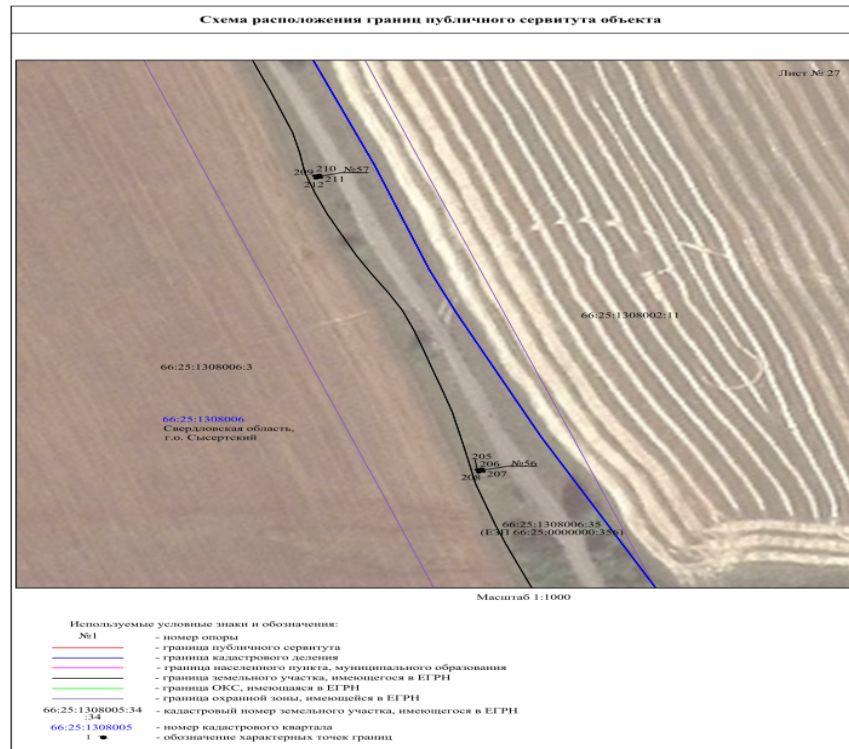 Схема расположения границ публичного сервитута объекта
Лист № 27
210 №57
209
211
212
66:25:1308002:11
66:25:1308006:3
66:25:1308006
Свердловская область,
г.о. Сысертский
205
206 №56
208 207
66:25:1308006:35
(ЕЗП 66:25:0000000:356)
Масштаб 1:1000
Используемые условные знаки и обозначения:
№1 - номер опоры
- граница публичного сервитута
- граница кадастрового деления
- граница населенного пункта, муниципального образования
- граница земельного участка, имеющегося в ЕГРН
- граница ОКС, имеющаяся в ЕГРН
- граница охранной зоны, имеющейся в ЕГРН
66:25:1308005:34 - кадастровый номер земельного участка, имеющегося в ЕГРН
:34
66:25:1308005 - номер кадастрового квартала
1 - обозначение характерных точек границ